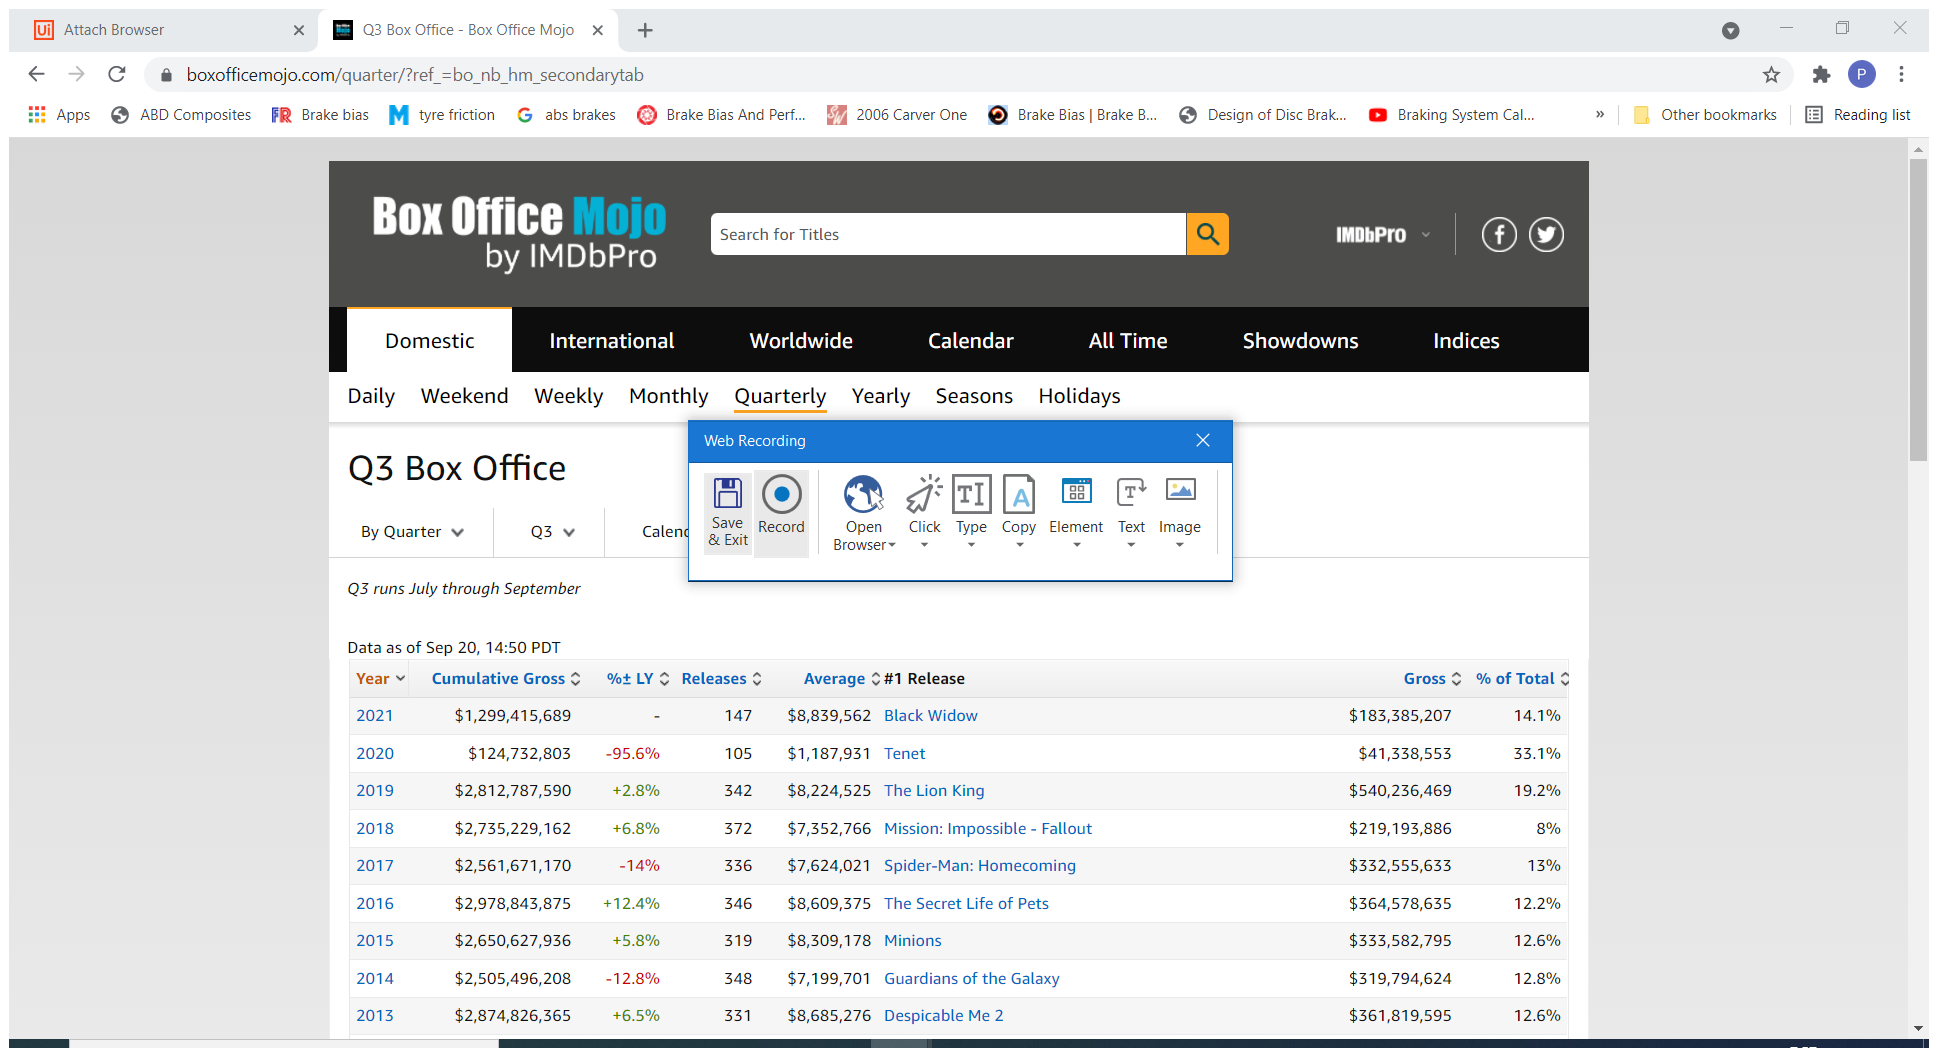 Ui Attach Browser
Q3 Box Office - Box Office Mojo
boxofficemojo.com/quarter/?ref_=bo_nb_hm_secondarytab
P
Apps ABD Composites FR Brake bias M tyre friction G abs brakes Brake Bias And Perf... 2006 Carver One Brake Bias | Brake B... Design of Disc Brak... Braking System Cal... » Other bookmarks Reading list
Box Office Mojo
by IMDbPro
Search for Titles
IMDbPro
Domestic International Worldwide Calendar All Time Showdowns Indices
Daily Weekend Weekly Monthly Quarterly Yearly Seasons Holidays
Web Recording
Save & Exit
Record
Open Browser
Click
Type
Copy
Element
Text
Image
Q3 Box Office
By Quarter Q3 Calend
Q3 runs July through September
Data as of Sep 20, 14:50 PDT
Year Cumulative Gross %± LY Releases Average #1 Release Gross % of Total
2021 $1,299,415,689 - 147 $8,839,562 Black Widow $183,385,207 14.1%
2020 $124,732,803 -95.6% 105 $1,187,931 Tenet $41,338,553 33.1%
2019 $2,812,787,590 +2.8% 342 $8,224,525 The Lion King $540,236,469 19.2%
2018 $2,735,229,162 +6.8% 372 $7,352,766 Mission: Impossible - Fallout $219,193,886 8%
2017 $2,561,671,170 -14% 336 $7,624,021 Spider-Man: Homecoming $332,555,633 13%
2016 $2,978,843,875 +12.4% 346 $8,609,375 The Secret Life of Pets $364,578,635 12.2%
2015 $2,650,627,936 +5.8% 319 $8,309,178 Minions $333,582,795 12.6%
2014 $2,505,496,208 -12.8% 348 $7,199,701 Guardians of the Galaxy $319,794,624 12.8%
2013 $2,874,826,365 +6.5% 331 $8,685,276 Despicable Me 2 $361,819,595 12.6%